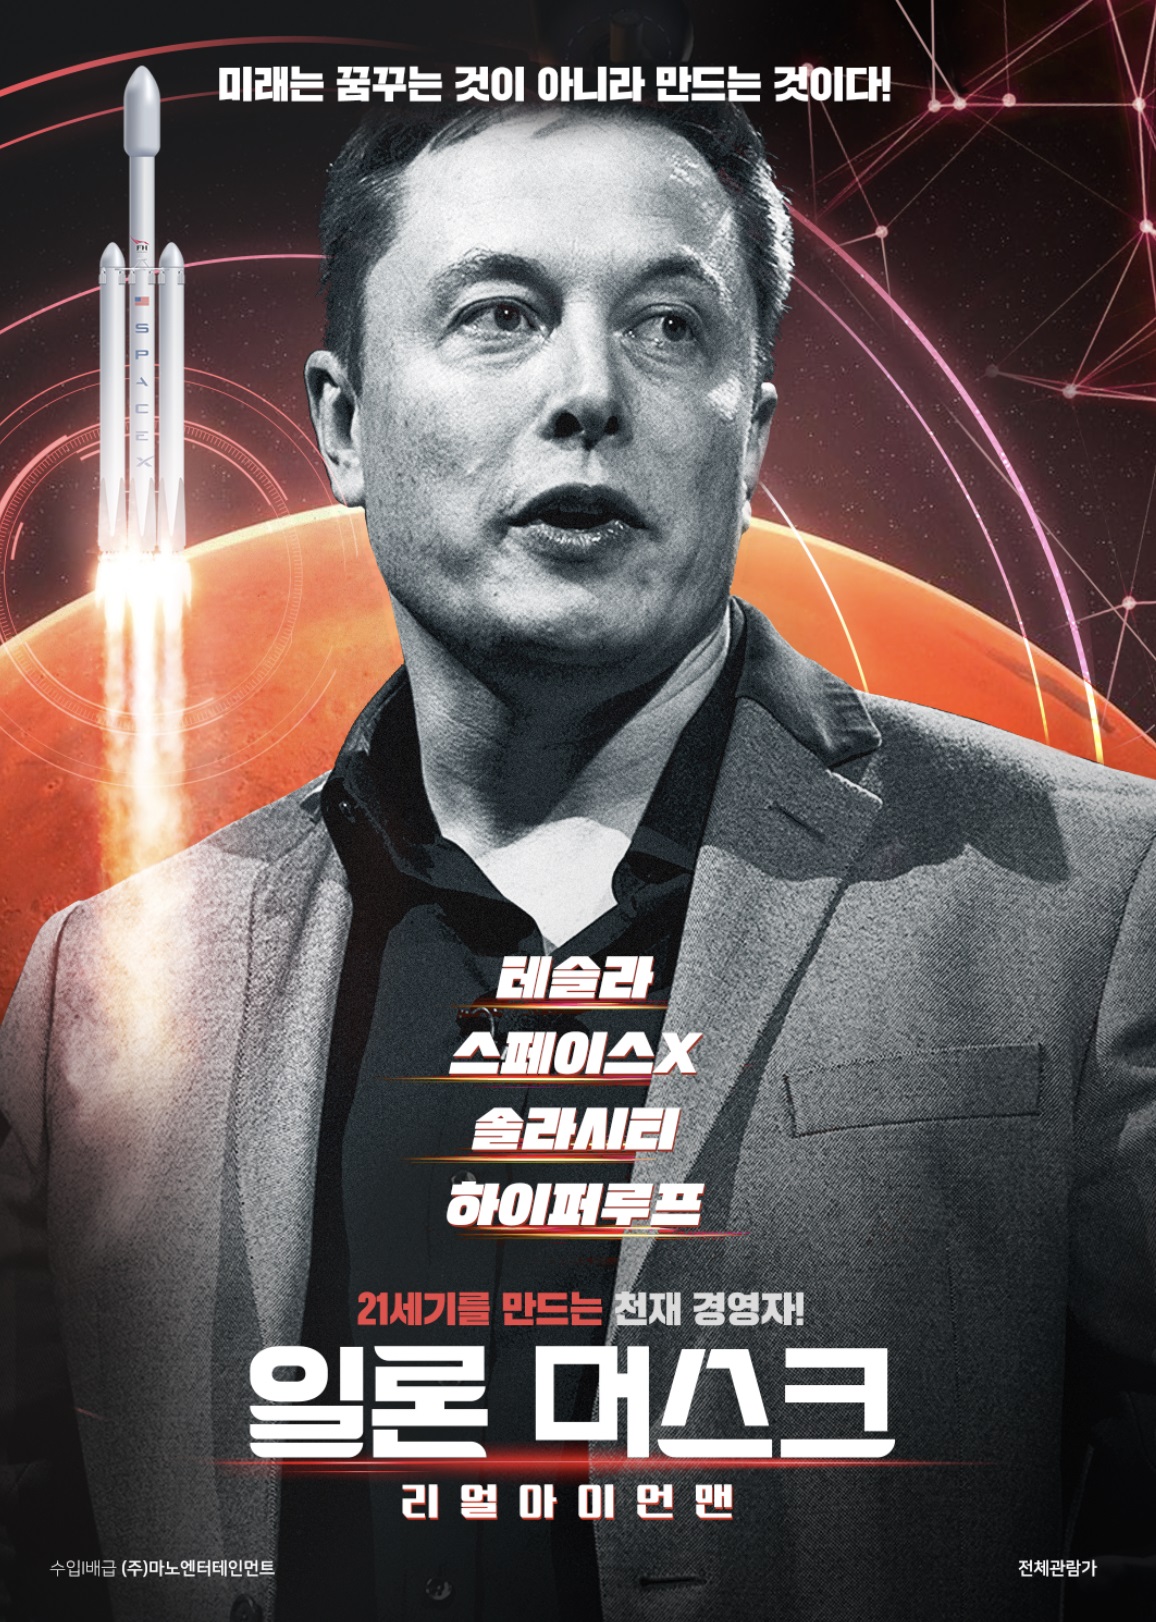 미래는 꿈꾸는 것이 아니라 만드는 것이다!
FH
SPACEX
테슬라
스페이스X
솔라시티
하이퍼루프
21세기를 만드는 천재 경영자!
일론 머스크
리얼아이언맨
수입|배급 (주)마노엔터테인먼트
전체관람가